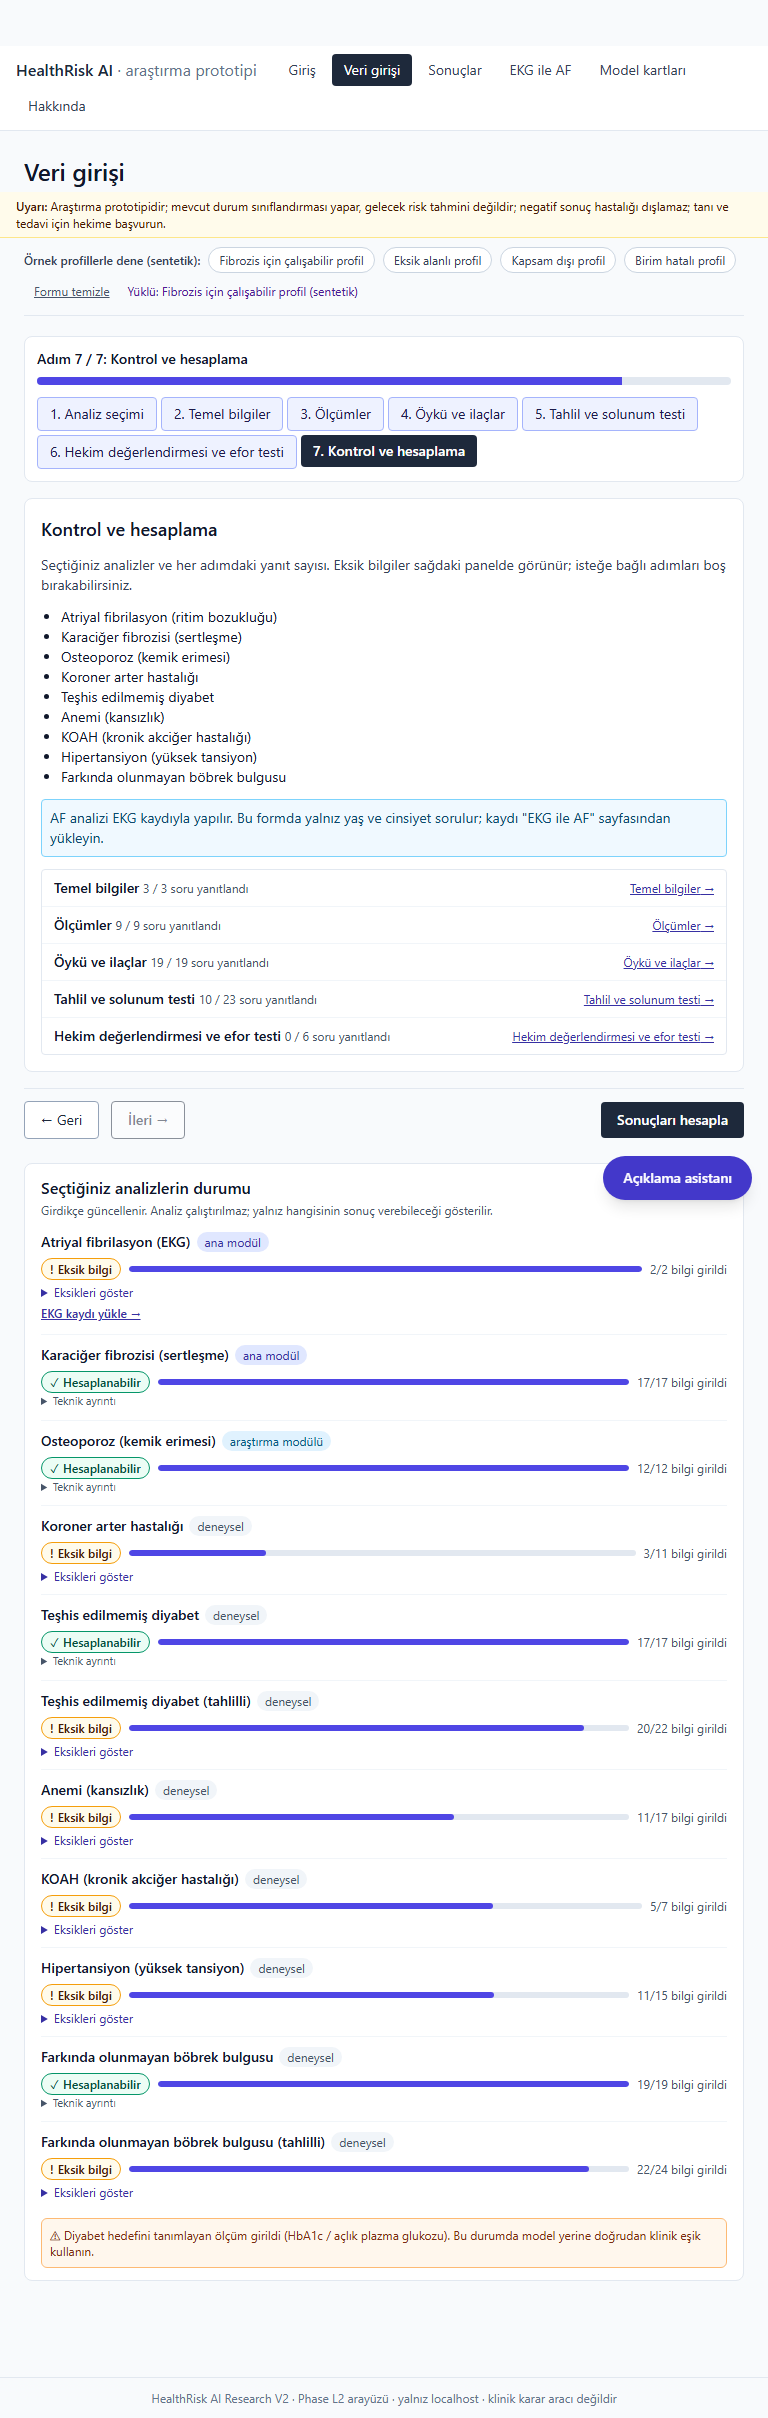 HealthRisk AI · araştırma prototipi
Giriş
Veri girişi
Sonuçlar
EKG ile AF
Model kartları
Hakkında
Veri girişi
Uyarı: Araştırma prototipidir; mevcut durum sınıflandırması yapar, gelecek risk tahmini değildir; negatif sonuç hastalığı dışlamaz; tanı ve
tedavi için hekime başvurun.
Örnek profillerle dene (sentetik):
Fibrozis için çalışabilir profil
Eksik alanlı profil
Kapsam dışı profil
Birim hatalı profil
Formu temizle
Yüklü: Fibrozis için çalışabilir profil (sentetik)
Adım 7 / 7: Kontrol ve hesaplama
1. Analiz seçimi
2. Temel bilgiler
3. Ölçümler
4. Öykü ve ilaçlar
5. Tahlil ve solunum testi
6. Hekim değerlendirmesi ve efor testi
7. Kontrol ve hesaplama
Kontrol ve hesaplama
Seçtiğiniz analizler ve her adımdaki yanıt sayısı. Eksik bilgiler sağdaki panelde görünür; isteğe bağlı adımları boş
bırakabilirsiniz.
• Atriyal fibrilasyon (ritim bozukluğu)
• Karaciğer fibrozisi (sertleşme)
• Osteoporoz (kemik erimesi)
• Koroner arter hastalığı
• Teşhis edilmemiş diyabet
• Anemi (kansızlık)
• KOAH (kronik akciğer hastalığı)
• Hipertansiyon (yüksek tansiyon)
• Farkında olunmayan böbrek bulgusu
AF analizi EKG kaydıyla yapılır. Bu formda yalnız yaş ve cinsiyet sorulur; kaydı "EKG ile AF" sayfasından
yükleyin.
Temel bilgiler 3 / 3 soru yanıtlandı
Temel bilgiler →
Ölçümler 9 / 9 soru yanıtlandı
Ölçümler →
Öykü ve ilaçlar 19 / 19 soru yanıtlandı
Öykü ve ilaçlar →
Tahlil ve solunum testi 10 / 23 soru yanıtlandı
Tahlil ve solunum testi →
Hekim değerlendirmesi ve efor testi 0 / 6 soru yanıtlandı
Hekim değerlendirmesi ve efor testi →
← Geri
İleri →
Sonuçları hesapla
Açıklama asistanı
Seçtiğiniz analizlerin durumu
Girdikçe güncellenir. Analiz çalıştırılmaz; yalnız hangisinin sonuç verebileceği gösterilir.
Atriyal fibrilasyon (EKG) ana modül
! Eksik bilgi
2/2 bilgi girildi
▶ Eksikleri göster
EKG kaydı yükle →
Karaciğer fibrozisi (sertleşme) ana modül
✓ Hesaplanabilir
17/17 bilgi girildi
▶ Teknik ayrıntı
Osteoporoz (kemik erimesi) araştırma modülü
✓ Hesaplanabilir
12/12 bilgi girildi
▶ Teknik ayrıntı
Koroner arter hastalığı deneysel
! Eksik bilgi
3/11 bilgi girildi
▶ Eksikleri göster
Teşhis edilmemiş diyabet deneysel
✓ Hesaplanabilir
17/17 bilgi girildi
▶ Teknik ayrıntı
Teşhis edilmemiş diyabet (tahlilli) deneysel
! Eksik bilgi
20/22 bilgi girildi
▶ Eksikleri göster
Anemi (kansızlık) deneysel
! Eksik bilgi
11/17 bilgi girildi
▶ Eksikleri göster
KOAH (kronik akciğer hastalığı) deneysel
! Eksik bilgi
5/7 bilgi girildi
▶ Eksikleri göster
Hipertansiyon (yüksek tansiyon) deneysel
! Eksik bilgi
11/15 bilgi girildi
▶ Eksikleri göster
Farkında olunmayan böbrek bulgusu deneysel
✓ Hesaplanabilir
19/19 bilgi girildi
▶ Teknik ayrıntı
Farkında olunmayan böbrek bulgusu (tahlilli) deneysel
! Eksik bilgi
22/24 bilgi girildi
▶ Eksikleri göster
⚠ Diyabet hedefini tanımlayan ölçüm girildi (HbA1c / açlık plazma glukozu). Bu durumda model yerine doğrudan klinik eşik
kullanın.
HealthRisk AI Research V2 · Phase L2 arayüzü · yalnız localhost · klinik karar aracı değildir